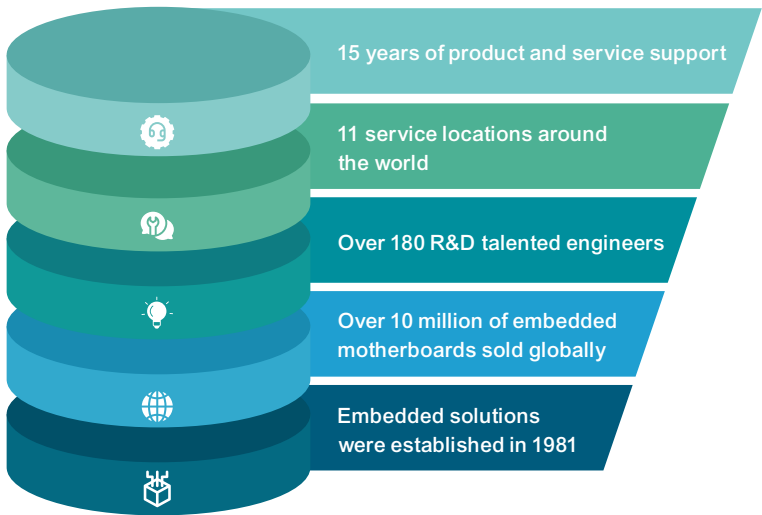 15 years of product and service support
11 service locations around
the world
Over 180 R&D talented engineers
Over 10 million of embedded
motherboards sold globally
Embedded solutions
were established in 1981